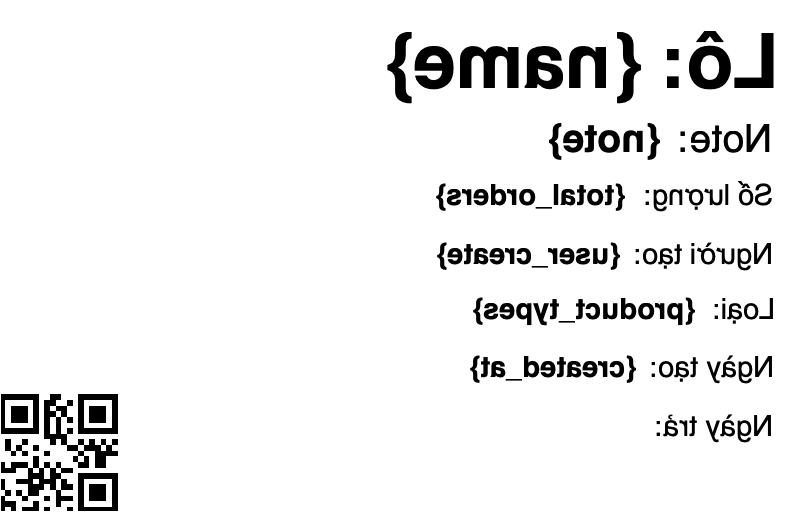 Lô: {name}
Note: {note}
Số lượng: {total_orders}
Người tạo: {user_create}
Loại: {product_types}
Ngày tạo: {created_at}
Ngày trả: